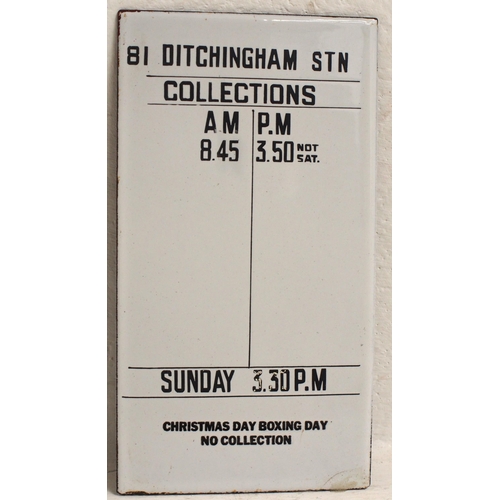 81 DITCHINGHAM STN
COLLECTIONS
AM P.M
8.45 3.50 NOT SAT.
SUNDAY 3.30 P.M
CHRISTMAS DAY BOXING DAY
NO COLLECTION